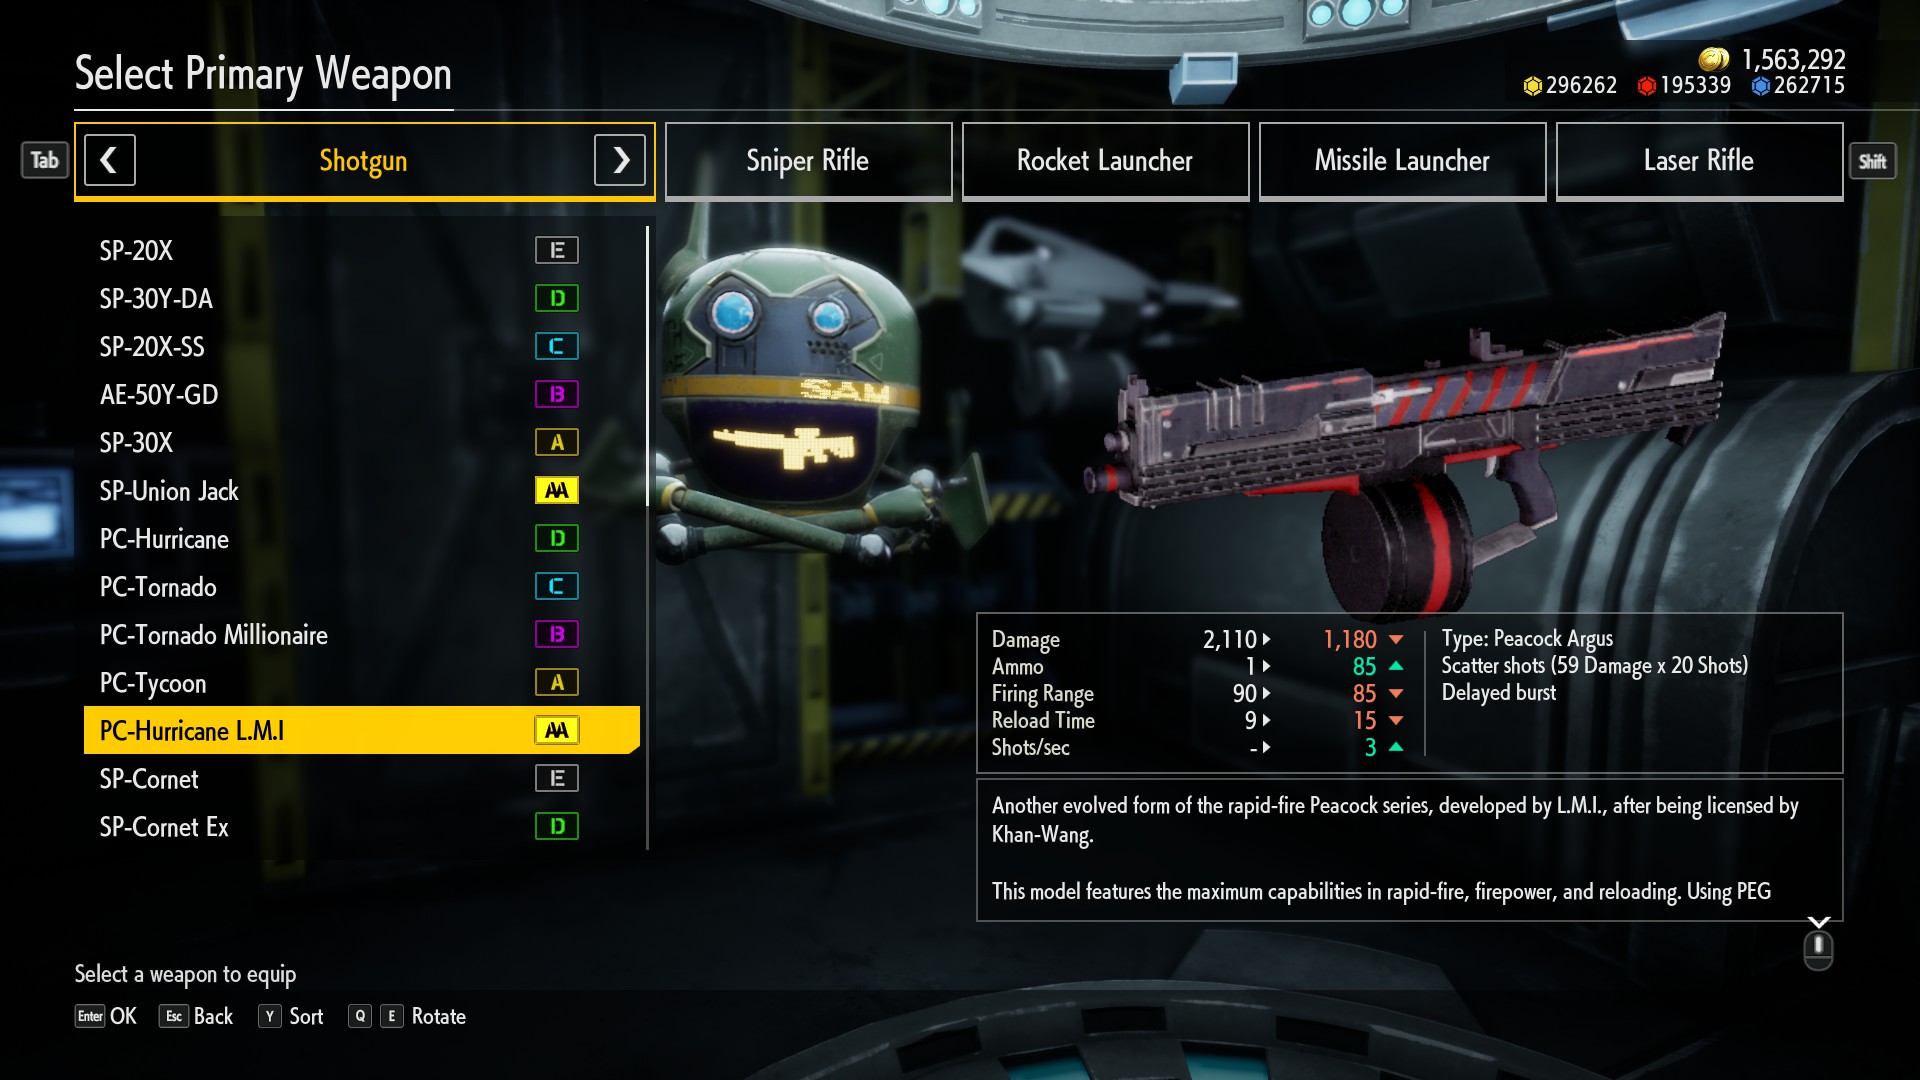 Select Primary Weapon
1,563,292
296262 195339 262715
Tab
Shotgun
Sniper Rifle
Rocket Launcher
Missile Launcher
Laser Rifle
Shift
SP-20X E
SP-30Y-DA D
SP-20X-SS C
AE-50Y-GD B
SP-30X A
SP-Union Jack AA
PC-Hurricane D
PC-Tornado C
PC-Tornado Millionaire B
PC-Tycoon A
PC-Hurricane L.M.I AA
SP-Cornet E
SP-Cornet Ex D
SAM
Damage 2,110 1,180
Ammo 1 85
Firing Range 90 85
Reload Time 9 15
Shots/sec - 3
Type: Peacock Argus
Scatter shots (59 Damage x 20 Shots)
Delayed burst
Another evolved form of the rapid-fire Peacock series, developed by L.M.I., after being licensed by
Khan-Wang.
This model features the maximum capabilities in rapid-fire, firepower, and reloading. Using PEG
Select a weapon to equip
Enter OK Esc Back Y Sort Q E Rotate